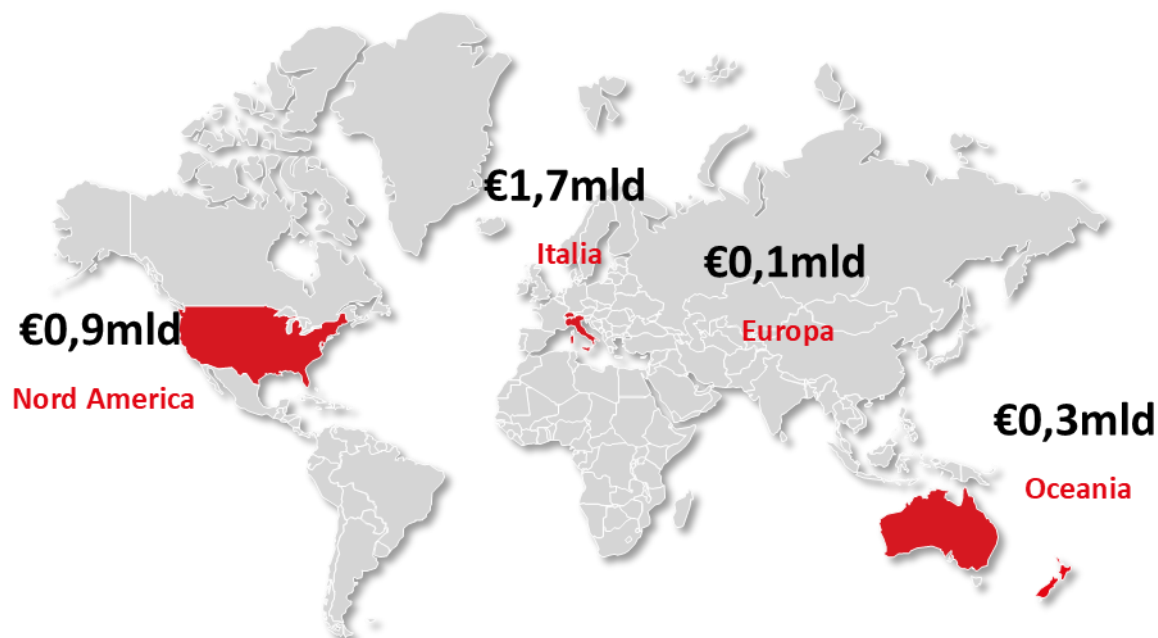 €1,7mld
Italia
€0,1mld
Europa
€0,9mld
Nord America
€0,3mld
Oceania